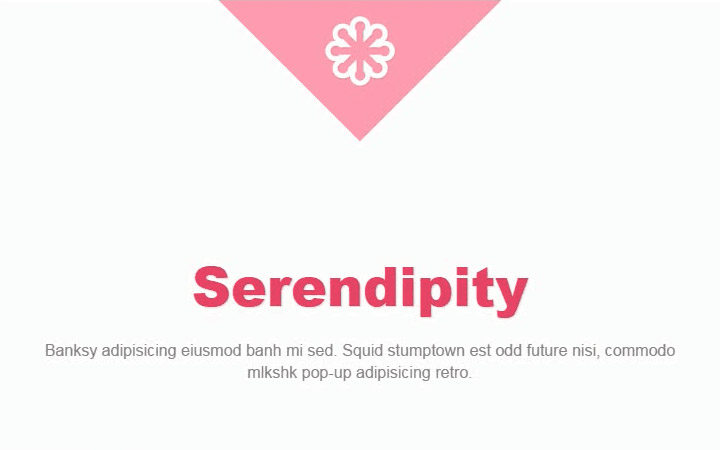 Serendipity
Banksy adipisicing eiusmod banh mi sed. Squid stumptown est odd future nisi, commodo
mlkshk pop-up adipisicing retro.